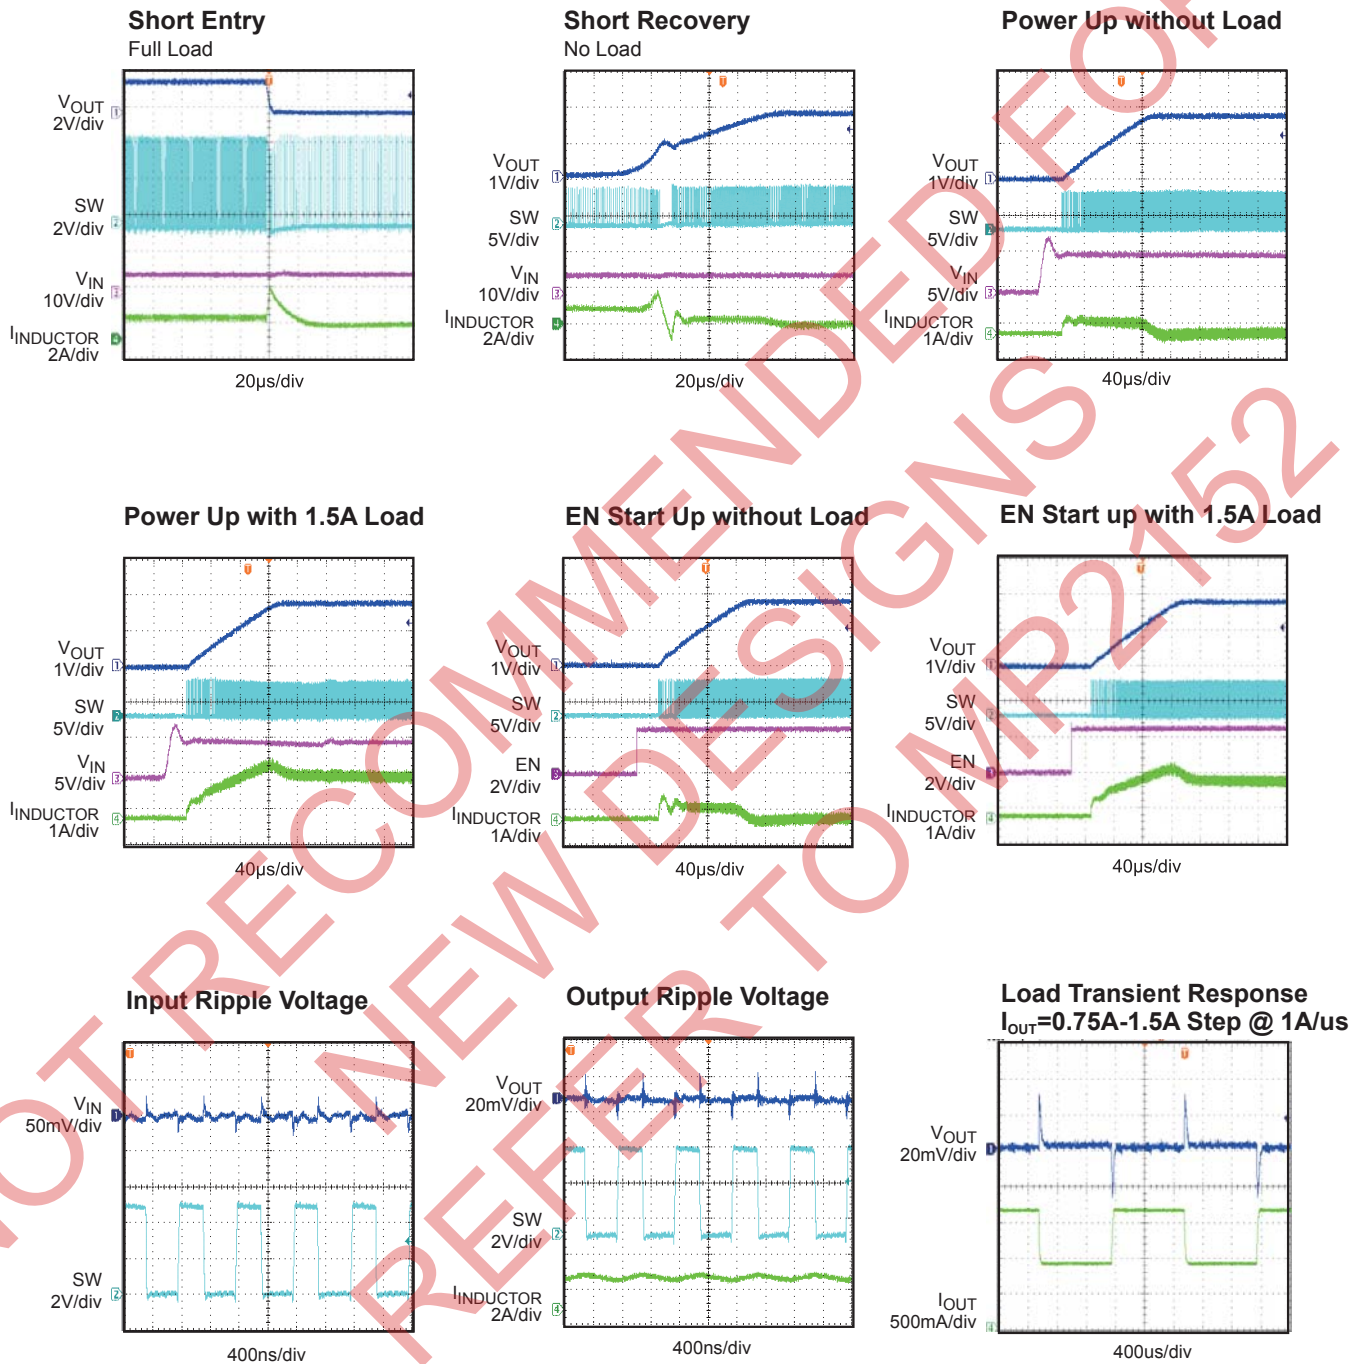 Short Entry
Full Load
VOUT
2V/div
SW
2V/div
VIN
10V/div
IINDUCTOR
2A/div
20µs/div
Short Recovery
No Load
VOUT
1V/div
SW
5V/div
VIN
10V/div
IINDUCTOR
2A/div
20µs/div
Power Up without Load
VOUT
1V/div
SW
5V/div
VIN
5V/div
IINDUCTOR
1A/div
40µs/div
Power Up with 1.5A Load
VOUT
1V/div
SW
5V/div
VIN
5V/div
IINDUCTOR
1A/div
40µs/div
EN Start Up without Load
VOUT
1V/div
SW
5V/div
EN
2V/div
IINDUCTOR
1A/div
40µs/div
EN Start up with 1.5A Load
VOUT
1V/div
SW
5V/div
EN
2V/div
IINDUCTOR
1A/div
40µs/div
Input Ripple Voltage
VIN
50mV/div
SW
2V/div
400ns/div
Output Ripple Voltage
VOUT
20mV/div
SW
2V/div
IINDUCTOR
2A/div
400ns/div
Load Transient Response
IOUT=0.75A-1.5A Step @ 1A/us
VOUT
20mV/div
IOUT
500mA/div
400us/div
NOT RECOMMENDED FOR
NEW DESIGNS
REFER TO MP2152